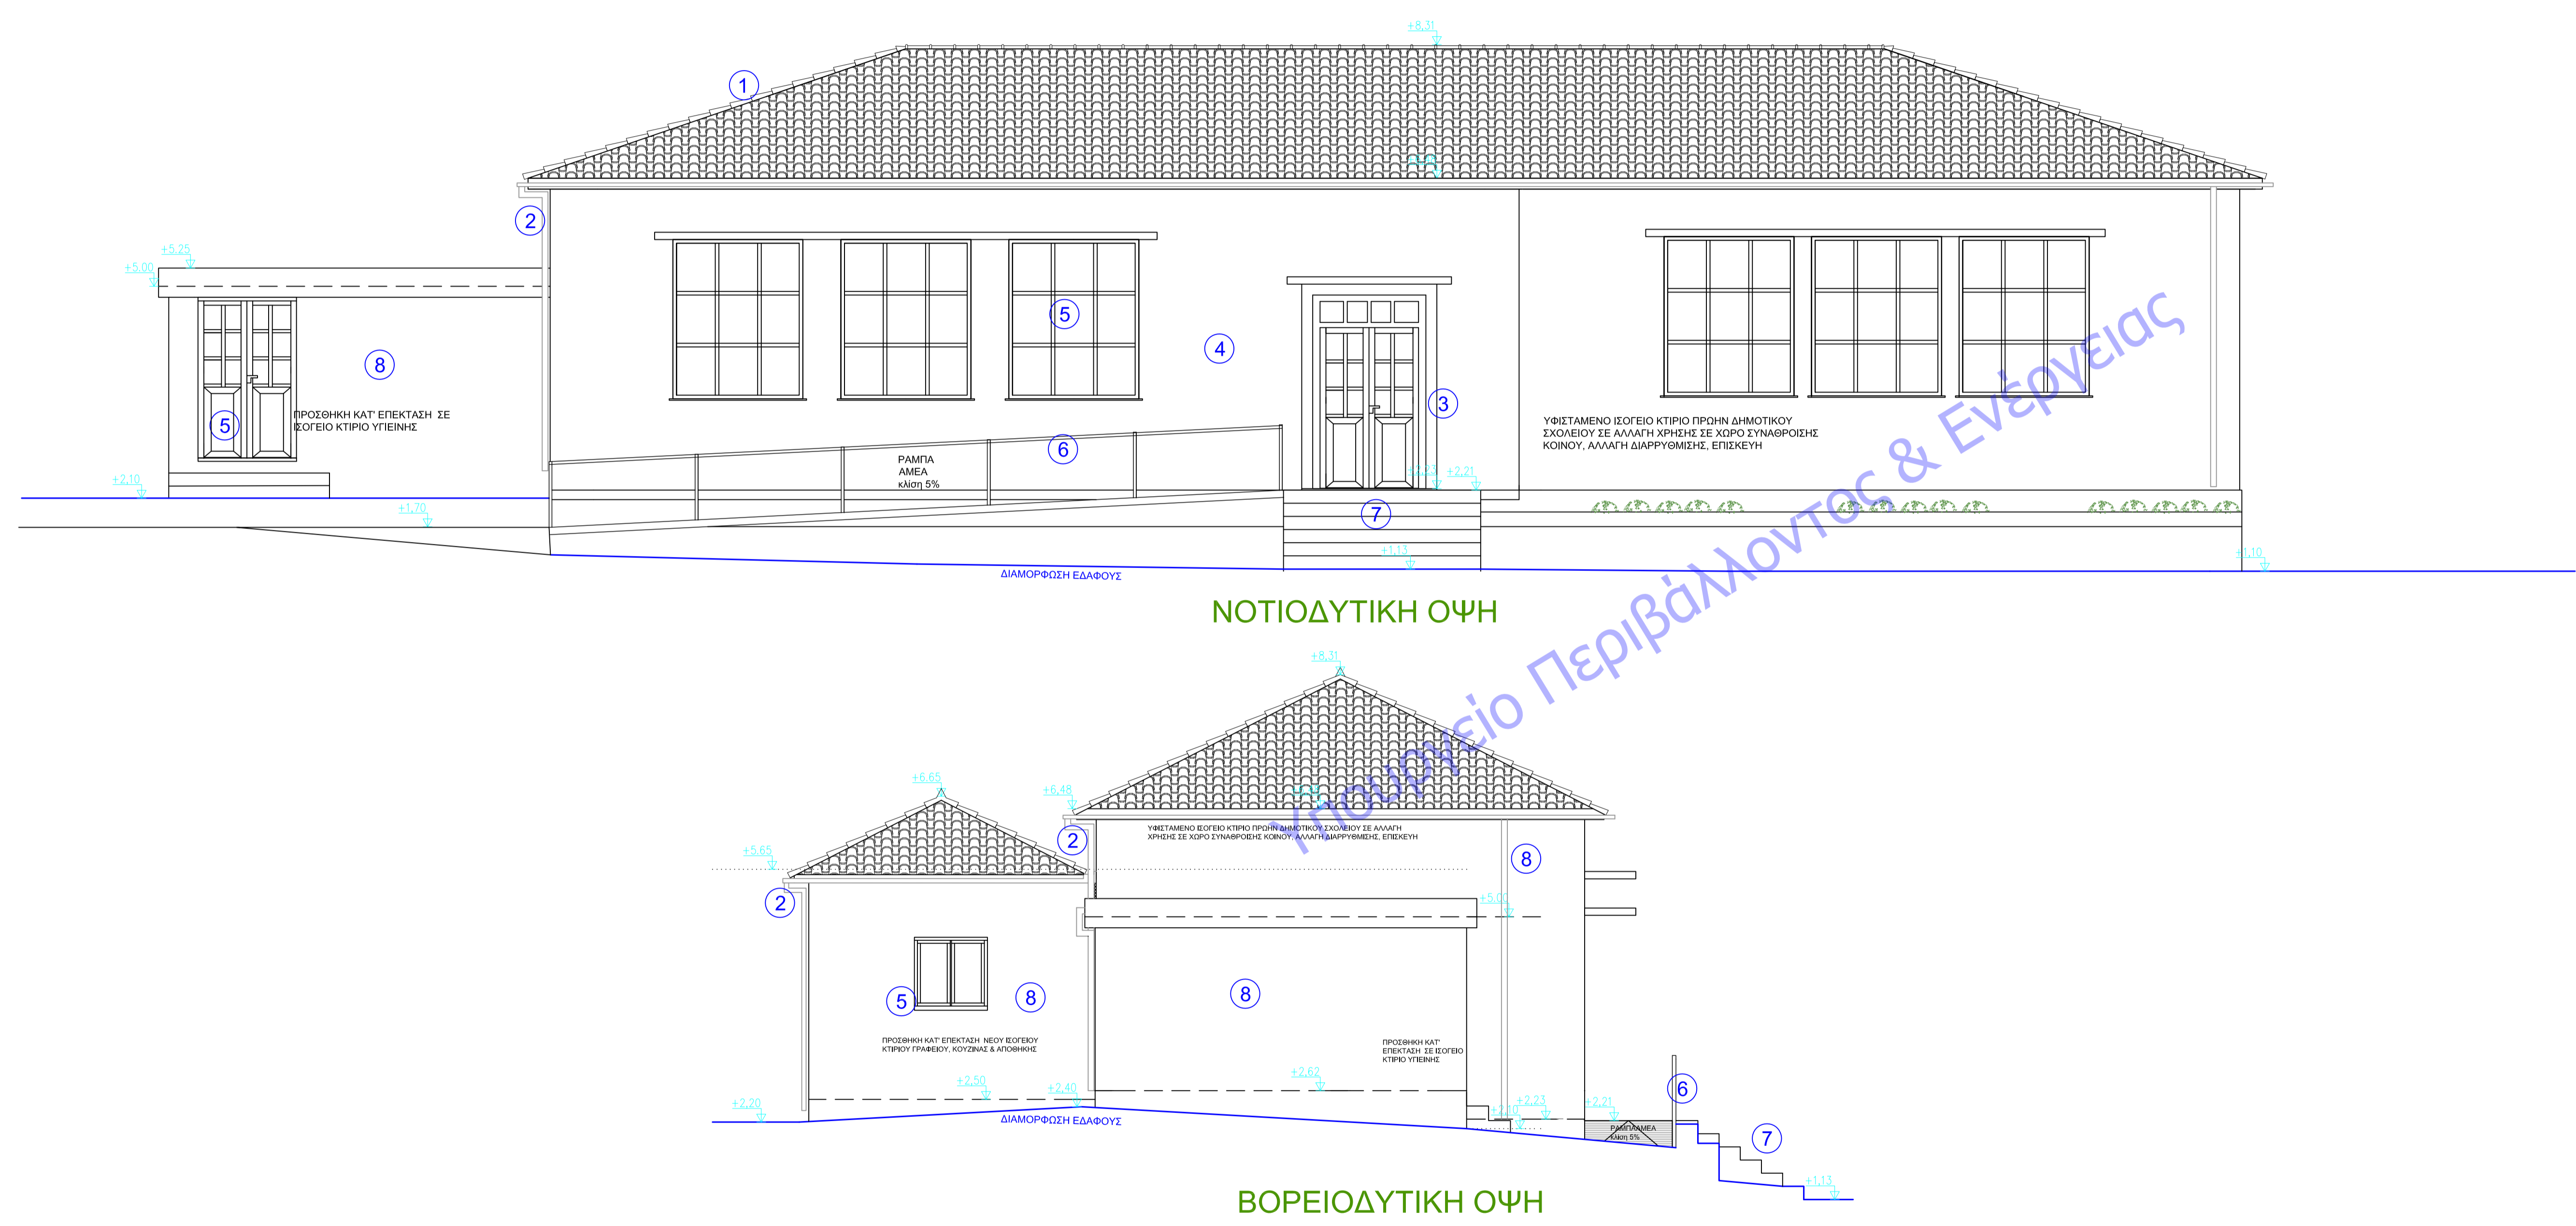 +8,31
1
2
+5,25
+5,00
5
8
4
3
5
ΠΡΟΣΘΗΚΗ ΚΑΤ' ΕΠΕΚΤΑΣΗ ΣΕ
ΙΣΟΓΕΙΟ ΚΤΙΡΙΟ ΥΓΙΕΙΝΗΣ
ΥΦΙΣΤΑΜΕΝΟ ΙΣΟΓΕΙΟ ΚΤΙΡΙΟ ΠΡΩΗΝ ΔΗΜΟΤΙΚΟΥ
ΣΧΟΛΕΙΟΥ ΣΕ ΑΛΛΑΓΗ ΧΡΗΣΗΣ ΣΕ ΧΩΡΟ ΣΥΝΑΘΡΟΙΣΗΣ
ΚΟΙΝΟΥ, ΑΛΛΑΓΗ ΔΙΑΡΡΥΘΜΙΣΗΣ, ΕΠΙΣΚΕΥΗ
6
ΡΑΜΠΑ
ΑΜΕΑ
κλίση 5%
+2,10
+2,23
+2,21
+1,70
7
+1,13
+1,10
ΔΙΑΜΟΡΦΩΣΗ ΕΔΑΦΟΥΣ
ΝΟΤΙΟΔΥΤΙΚΗ ΟΨΗ
Υπουργείο Περιβάλλοντος & Ενέργειας
+8,31
+6,65
+6,48
ΥΦΙΣΤΑΜΕΝΟ ΙΣΟΓΕΙΟ ΚΤΙΡΙΟ ΠΡΩΗΝ ΔΗΜΟΤΙΚΟΥ ΣΧΟΛΕΙΟΥ ΣΕ ΑΛΛΑΓΗ
ΧΡΗΣΗΣ ΣΕ ΧΩΡΟ ΣΥΝΑΘΡΟΙΣΗΣ ΚΟΙΝΟΥ, ΑΛΛΑΓΗ ΔΙΑΡΡΥΘΜΙΣΗΣ, ΕΠΙΣΚΕΥΗ
2
+5,65
8
2
+5,00
5
8
8
ΠΡΟΣΘΗΚΗ ΚΑΤ' ΕΠΕΚΤΑΣΗ ΝΕΟΥ ΙΣΟΓΕΙΟΥ
ΚΤΙΡΙΟΥ ΓΡΑΦΕΙΟΥ, ΚΟΥΖΙΝΑΣ & ΑΠΟΘΗΚΗΣ
ΠΡΟΣΘΗΚΗ ΚΑΤ'
ΕΠΕΚΤΑΣΗ ΣΕ ΙΣΟΓΕΙΟ
ΚΤΙΡΙΟ ΥΓΙΕΙΝΗΣ
+2,50
+2,40
+2,62
6
+2,20
+2,10
+2,23
+2,21
ΡΑΜΠΑ ΑΜΕΑ
κλίση 5%
ΔΙΑΜΟΡΦΩΣΗ ΕΔΑΦΟΥΣ
7
+1,13
ΒΟΡΕΙΟΔΥΤΙΚΗ ΟΨΗ